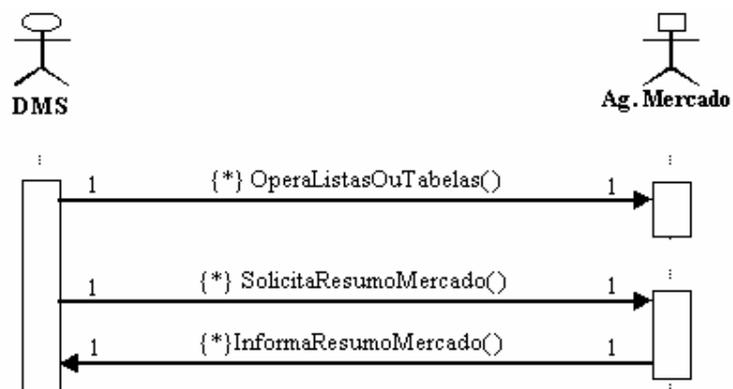 DMS
Ag.Mercado
1 {*} OperaListasOuTabelas() 1
1 {*} SolicitaResumoMercado() 1
1 {*}InformaResumoMercado() 1